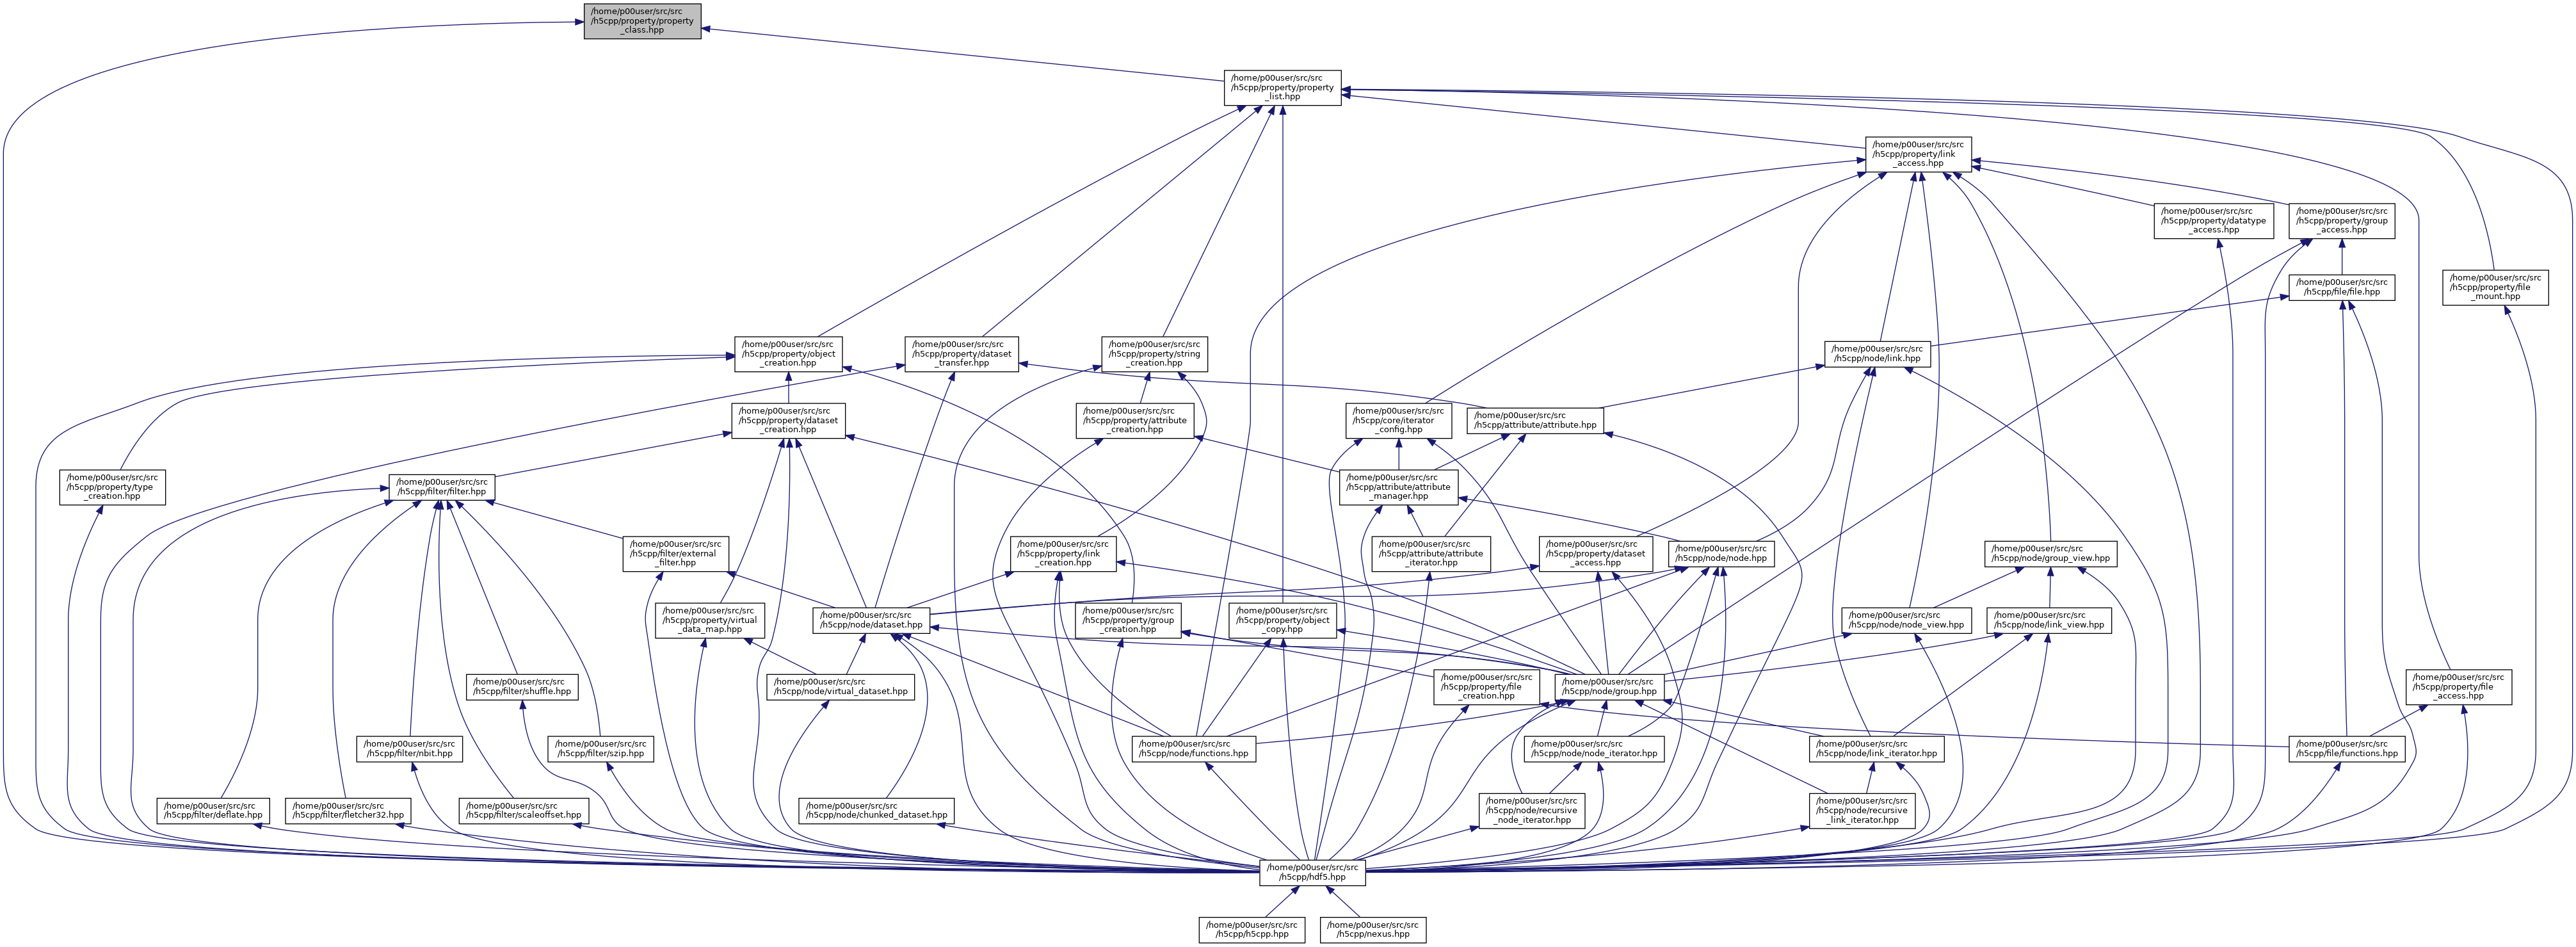 /home/p00user/src/src
/h5cpp/property/property
_class.hpp
/home/p00user/src/src
/h5cpp/property/property
_list.hpp
/home/p00user/src/src
/h5cpp/property/link
_access.hpp
/home/p00user/src/src
/h5cpp/property/datatype
_access.hpp
/home/p00user/src/src
/h5cpp/property/group
_access.hpp
/home/p00user/src/src
/h5cpp/file/file.hpp
/home/p00user/src/src
/h5cpp/property/file
_mount.hpp
/home/p00user/src/src
/h5cpp/property/object
_creation.hpp
/home/p00user/src/src
/h5cpp/property/dataset
_transfer.hpp
/home/p00user/src/src
/h5cpp/property/string
_creation.hpp
/home/p00user/src/src
/h5cpp/node/link.hpp
/home/p00user/src/src
/h5cpp/property/dataset
_creation.hpp
/home/p00user/src/src
/h5cpp/property/attribute
_creation.hpp
/home/p00user/src/src
/h5cpp/core/iterator
_config.hpp
/home/p00user/src/src
/h5cpp/attribute/attribute.hpp
/home/p00user/src/src
/h5cpp/property/type
_creation.hpp
/home/p00user/src/src
/h5cpp/filter/filter.hpp
/home/p00user/src/src
/h5cpp/attribute/attribute
_manager.hpp
/home/p00user/src/src
/h5cpp/filter/external
_filter.hpp
/home/p00user/src/src
/h5cpp/property/link
_creation.hpp
/home/p00user/src/src
/h5cpp/attribute/attribute
_iterator.hpp
/home/p00user/src/src
/h5cpp/property/dataset
_access.hpp
/home/p00user/src/src
/h5cpp/node/node.hpp
/home/p00user/src/src
/h5cpp/node/group_view.hpp
/home/p00user/src/src
/h5cpp/property/virtual
_data_map.hpp
/home/p00user/src/src
/h5cpp/node/dataset.hpp
/home/p00user/src/src
/h5cpp/property/group
_creation.hpp
/home/p00user/src/src
/h5cpp/property/object
_copy.hpp
/home/p00user/src/src
/h5cpp/node/node_view.hpp
/home/p00user/src/src
/h5cpp/node/link_view.hpp
/home/p00user/src/src
/h5cpp/filter/shuffle.hpp
/home/p00user/src/src
/h5cpp/node/virtual_dataset.hpp
/home/p00user/src/src
/h5cpp/property/file
_creation.hpp
/home/p00user/src/src
/h5cpp/node/group.hpp
/home/p00user/src/src
/h5cpp/property/file
_access.hpp
/home/p00user/src/src
/h5cpp/filter/nbit.hpp
/home/p00user/src/src
/h5cpp/filter/szip.hpp
/home/p00user/src/src
/h5cpp/node/functions.hpp
/home/p00user/src/src
/h5cpp/node/node_iterator.hpp
/home/p00user/src/src
/h5cpp/node/link_iterator.hpp
/home/p00user/src/src
/h5cpp/file/functions.hpp
/home/p00user/src/src
/h5cpp/filter/deflate.hpp
/home/p00user/src/src
/h5cpp/filter/fletcher32.hpp
/home/p00user/src/src
/h5cpp/filter/scaleoffset.hpp
/home/p00user/src/src
/h5cpp/node/chunked_dataset.hpp
/home/p00user/src/src
/h5cpp/node/recursive
_node_iterator.hpp
/home/p00user/src/src
/h5cpp/node/recursive
_link_iterator.hpp
/home/p00user/src/src
/h5cpp/hdf5.hpp
/home/p00user/src/src
/h5cpp/h5cpp.hpp
/home/p00user/src/src
/h5cpp/nexus.hpp